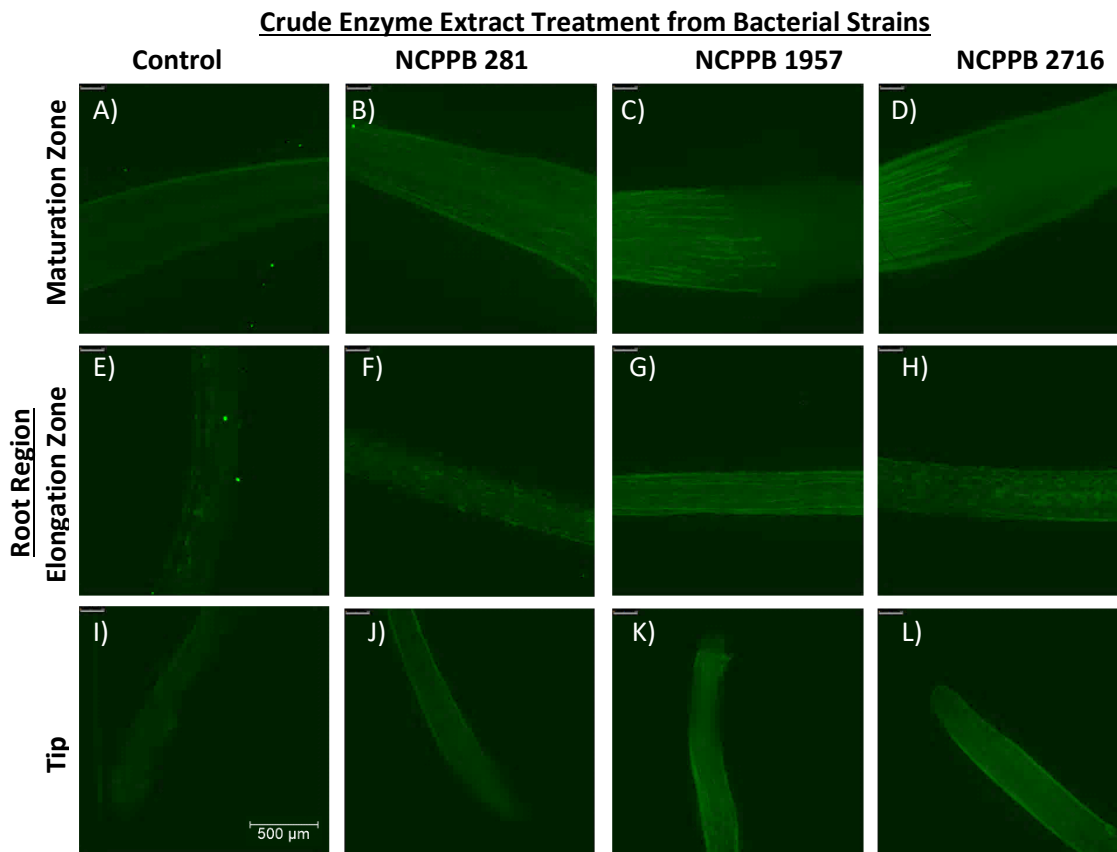 Crude Enzyme Extract Treatment from Bacterial Strains
Control NCPPB 281 NCPPB 1957 NCPPB 2716
Root Region
Maturation Zone
A) B) C) D)
Elongation Zone
E) F) G) H)
Tip
I) J) K) L)
500 µm